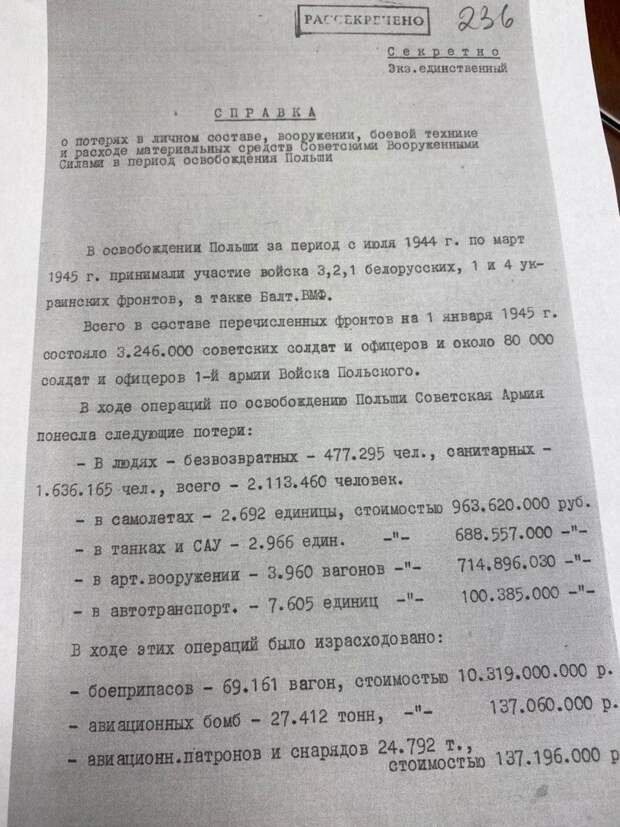 РАССЕКРЕЧЕНО
236
Секретно
Экз.единственный
СПРАВКА
о потерях в личном составе, вооружении, боевой технике
и расходе материальных средств Советскими Вооруженными
Силами в период освобождения Польши
В освобождении Польши за период с июля 1944 г. по март
1945 г. принимали участие войска 3,2,1 белорусских, 1 и 4 ук-
раинских фронтов, а также Балт.ВМФ.
Всего в составе перечисленных фронтов на 1 января 1945 г.
состояло 3.246.000 советских солдат и офицеров и около 80 000
солдат и офицеров 1-й армии Войска Польского.
В ходе операций по освобождению Польши Советская Армия
понесла следующие потери:
- В людях - безвозвратных - 477.295 чел., санитарных -
1.636.165 чел., всего - 2.113.460 человек.
- в самолетах - 2.692 единицы, стоимостью 963.620.000 руб.
- в танках и САУ - 2.966 един. -"- 688.557.000 -"-
- в арт.вооружении - 3.960 вагонов -"- 714.896.030 -"-
- в автотранспорт. - 7.605 единиц -"- 100.385.000 -"-
В ходе этих операций было израсходовано:
- боеприпасов - 69.161 вагон, стоимостью 10.319.000.000 р.
- авиационных бомб - 27.412 тонн, -"- 137.060.000 р.
- авиационн.патронов и снарядов 24.792 т.,
стоимостью 137.196.000 р